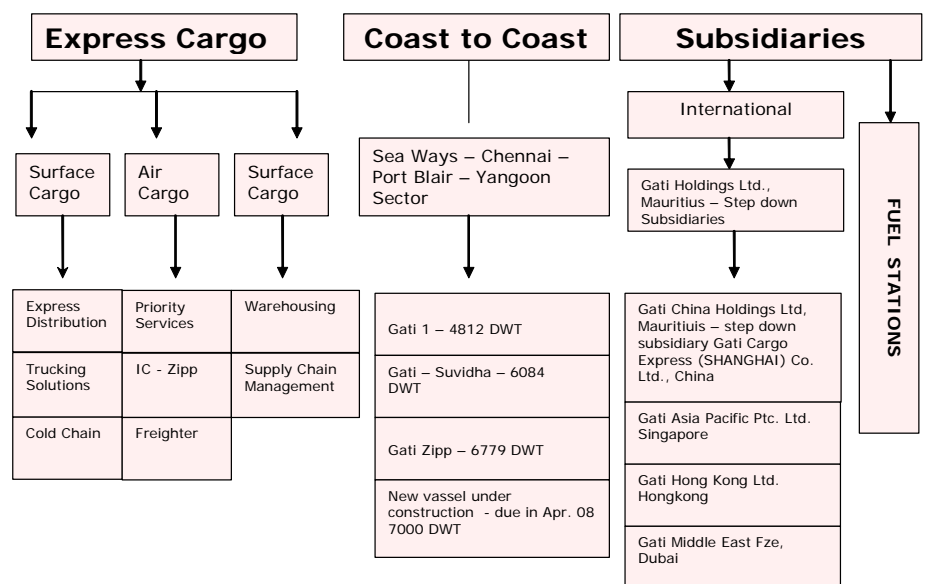 Express Cargo
Coast to Coast
Subsidiaries
Surface
Cargo
Air
Cargo
Surface
Cargo
Express
Distribution
Trucking
Solutions
Cold Chain
Priority
Services
IC - Zipp
Freighter
Warehousing
Supply Chain
Management
Sea Ways – Chennai –
Port Blair – Yangoon
Sector
Gati 1 – 4812 DWT
Gati – Suvidha – 6084
DWT
Gati Zipp – 6779 DWT
New vassel under
construction - due in Apr. 08
7000 DWT
International
Gati Holdings Ltd.,
Mauritius – Step down
Subsidiaries
Gati China Holdings Ltd,
Mauritiuis – step down
subsidiary Gati Cargo
Express (SHANGHAI) Co.
Ltd., China
Gati Asia Pacific Ptc. Ltd.
Singapore
Gati Hong Kong Ltd.
Hongkong
Gati Middle East Fze,
Dubai
FUEL STATIONS